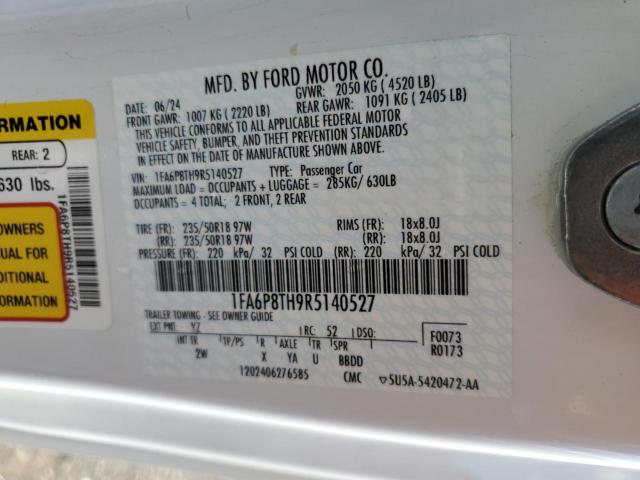 MFD. BY FORD MOTOR CO.
DATE: 06/24 GVWR: 2050 KG ( 4520 LB)
FRONT GAWR: 1007 KG ( 2220 LB) REAR GAWR: 1091 KG ( 2405 LB)
THIS VEHICLE CONFORMS TO ALL APPLICABLE FEDERAL MOTOR
VEHICLE SAFETY, BUMPER, AND THEFT PREVENTION STANDARDS
IN EFFECT ON THE DATE OF MANUFACTURE SHOWN ABOVE.
VIN: 1FA6P8TH9R5140527 TYPE: Passenger Car
MAXIMUM LOAD = OCCUPANTS + LUGGAGE = 285KG/ 630LB
OCCUPANTS = 4 TOTAL; 2 FRONT, 2 REAR
TIRE (FR): 235/50R18 97W RIMS (FR): 18x8.0J
(RR): 235/50R18 97W (RR): 18x8.0J
PRESSURE (FR): 220 kPa/ 32 PSI COLD (RR): 220 kPa/ 32 PSI COLD
1FA6P8TH9R5140527
TRAILER TOWING - SEE OWNER GUIDE
EXT PNT: YZ RC: 52 DSO: F0073
INT TR TP/PS R AXLE TR SPR R0173
2W X YA U BBDD
1202406276585 CMC ▽5U5A-5420472-AA
ORMATION
REAR: 2
630 lbs.
OWNERS
NUAL FOR
DDITIONAL
FORMATION
1FA6P8TH9R5140527